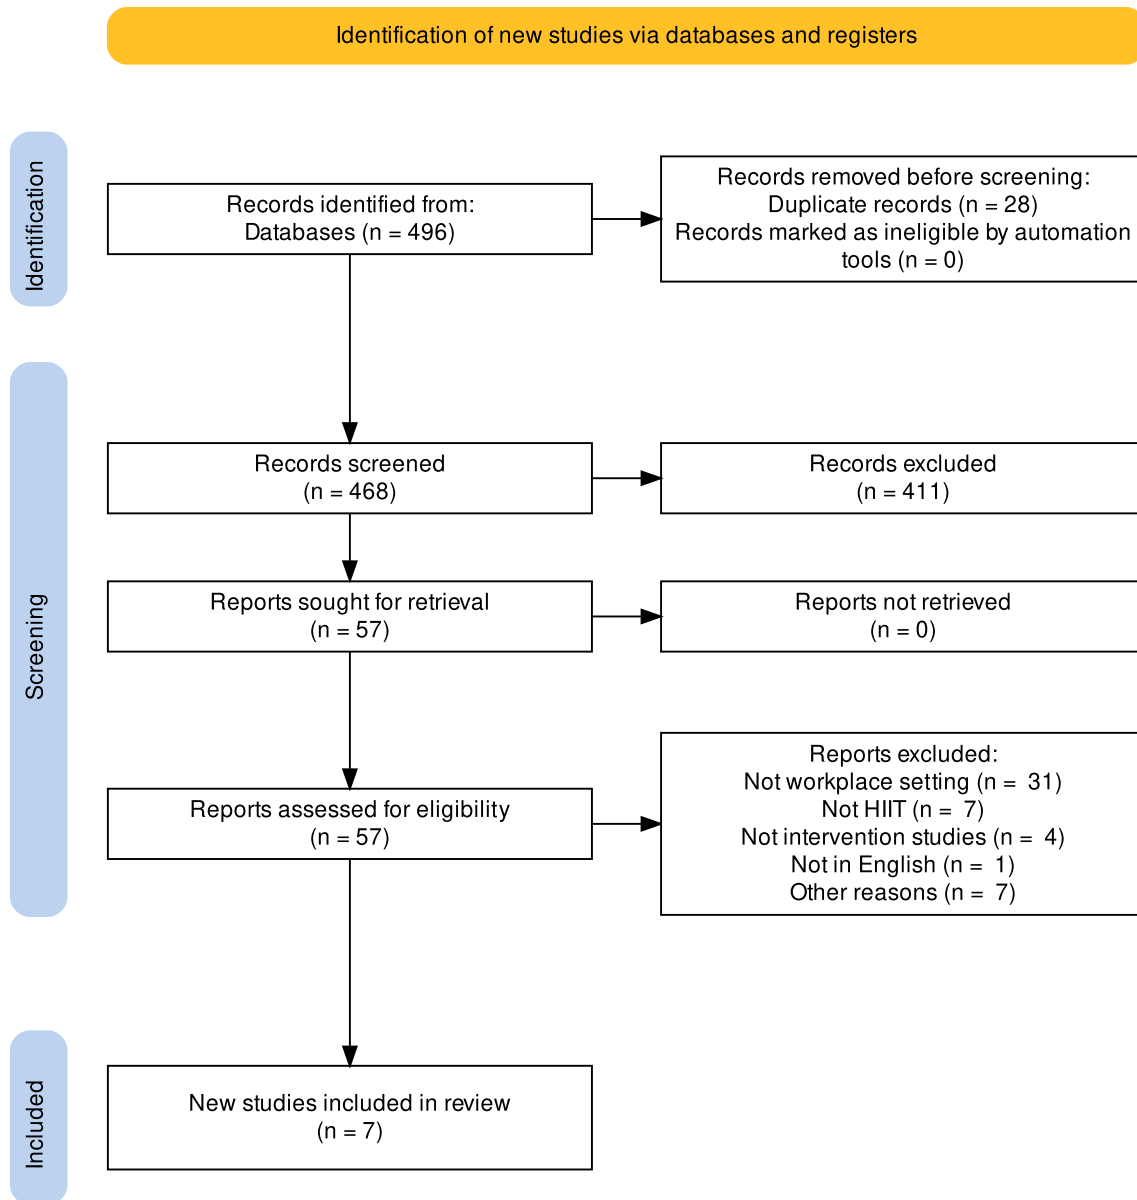 Identification of new studies via databases and registers
Identification
Records identified from:
Databases (n = 496)
Records removed before screening:
Duplicate records (n = 28)
Records marked as ineligible by automation
tools (n = 0)
Screening
Records screened
(n = 468)
Records excluded
(n = 411)
Reports sought for retrieval
(n = 57)
Reports not retrieved
(n = 0)
Reports assessed for eligibility
(n = 57)
Reports excluded:
Not workplace setting (n =  31)
Not HIIT (n =  7)
Not intervention studies (n =  4)
Not in English (n =  1)
Other reasons (n =  7)
Included
New studies included in review
(n = 7)